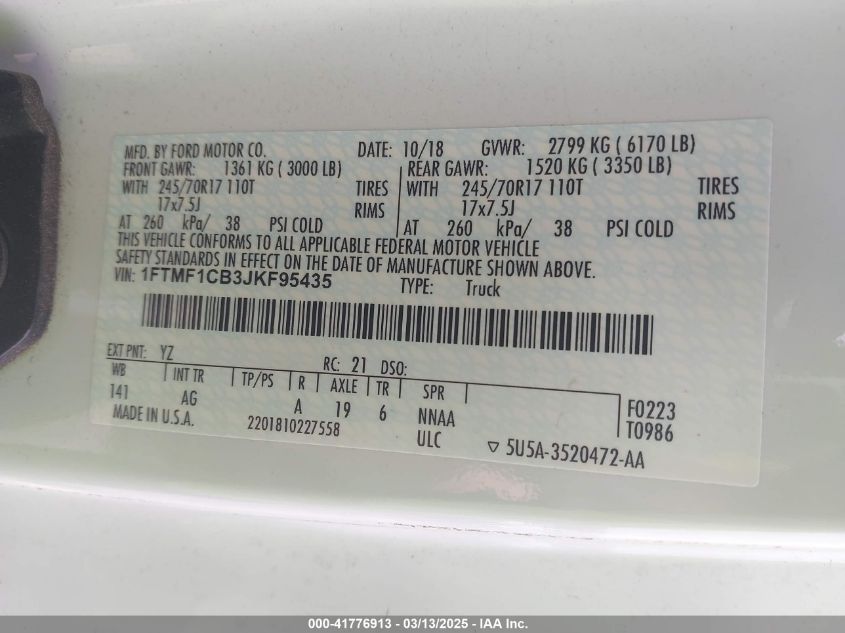 MFD. BY FORD MOTOR CO. DATE: 10/18 GVWR: 2799 KG ( 6170 LB)
FRONT GAWR: 1361 KG ( 3000 LB) REAR GAWR: 1520 KG ( 3350 LB)
WITH 245/70R17 110T TIRES WITH 245/70R17 110T TIRES
17x7.5J RIMS 17x7.5J RIMS
AT 260 kPa/ 38 PSI COLD AT 260 kPa/ 38 PSI COLD
THIS VEHICLE CONFORMS TO ALL APPLICABLE FEDERAL MOTOR VEHICLE
SAFETY STANDARDS IN EFFECT ON THE DATE OF MANUFACTURE SHOWN ABOVE.
VIN: 1FTMF1CB3JKF95435 TYPE: Truck
EXT PNT: YZ RC: 21 DSO:
WB INT TR TP/PS R AXLE TR SPR
141 AG A 19 6 NNAA F0223
MADE IN U.S.A. 2201810227558 ULC T0986
▽ 5U5A-3520472-AA
000-41776913 - 03/13/2025 - IAA Inc.